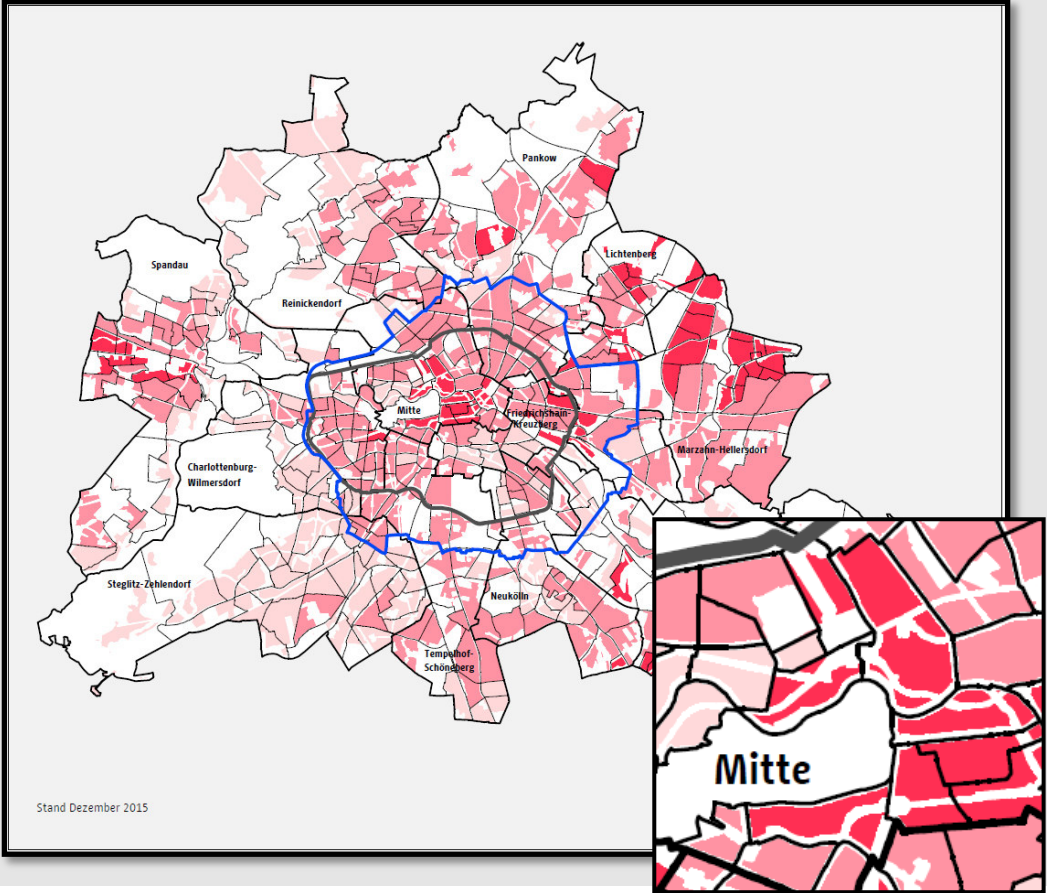 Pankow
Lichtenberg
Spandau
Reinickendorf
Mitte
Friedrichshain-
Kreuzberg
Marzahn-Hellersdorf
Charlottenburg-
Wilmersdorf
Steglitz-Zehlendorf
Neukölln
Tempelhof-
Schöneberg
Mitte
Stand Dezember 2015